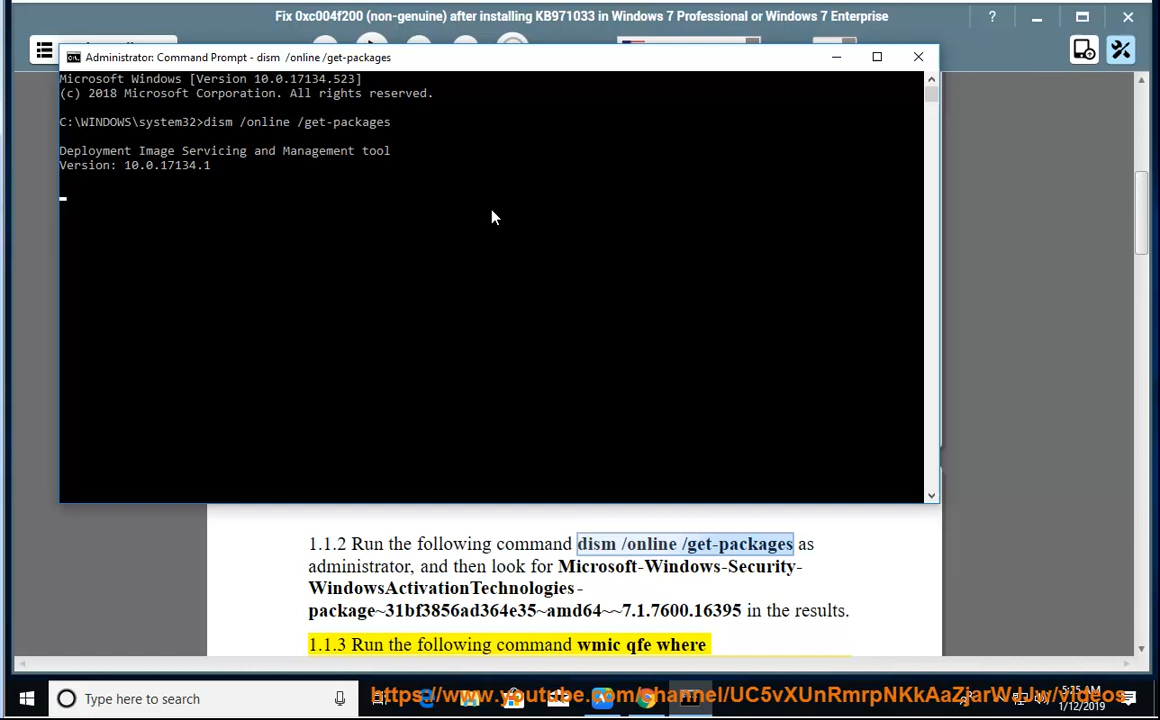 Fix 0xc004f200 (non-genuine) after installing KB971033 in Windows 7 Professional or Windows 7 Enterprise
?
Administrator: Command Prompt - dism /online /get-packages
Microsoft Windows [Version 10.0.17134.523]
(c) 2018 Microsoft Corporation. All rights reserved.
C:\WINDOWS\system32>dism /online /get-packages
Deployment Image Servicing and Management tool
Version: 10.0.17134.1
1.1.2 Run the following command dism /online /get-packages as
administrator, and then look for Microsoft-Windows-Security-
WindowsActivationTechnologies-
package~31bf3856ad364e35~amd64~~7.1.7600.16395 in the results.
1.1.3 Run the following command wmic qfe where
Type here to search
https://www.youtube.com/channel/UC5vXUnRmrpNKkAaZjarWJUw/videos
5:25 AM
1/12/2019